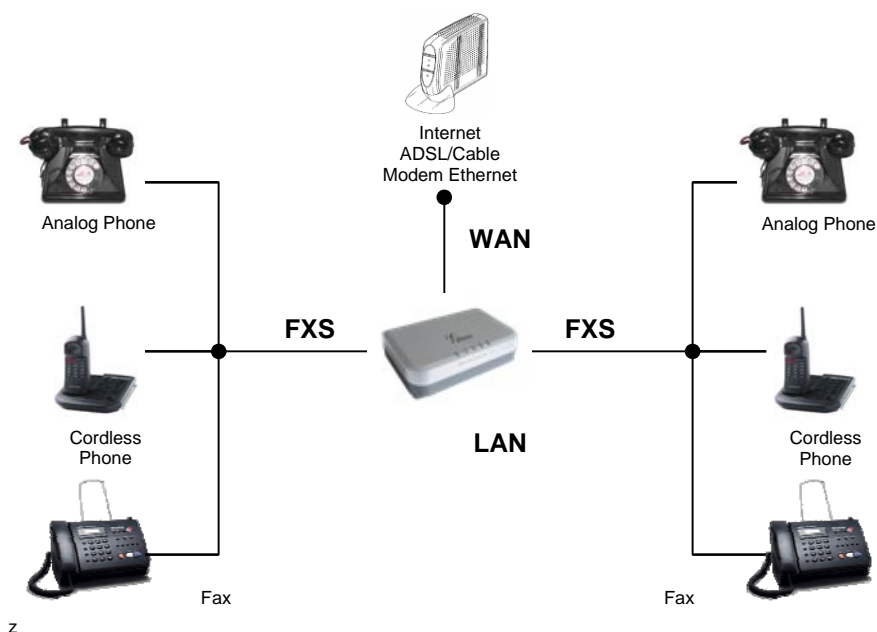 Internet
ADSL/Cable
Modem Ethernet
Analog Phone
Analog Phone
WAN
FXS
FXS
Cordless
Phone
LAN
Cordless
Phone
Fax
Fax
z